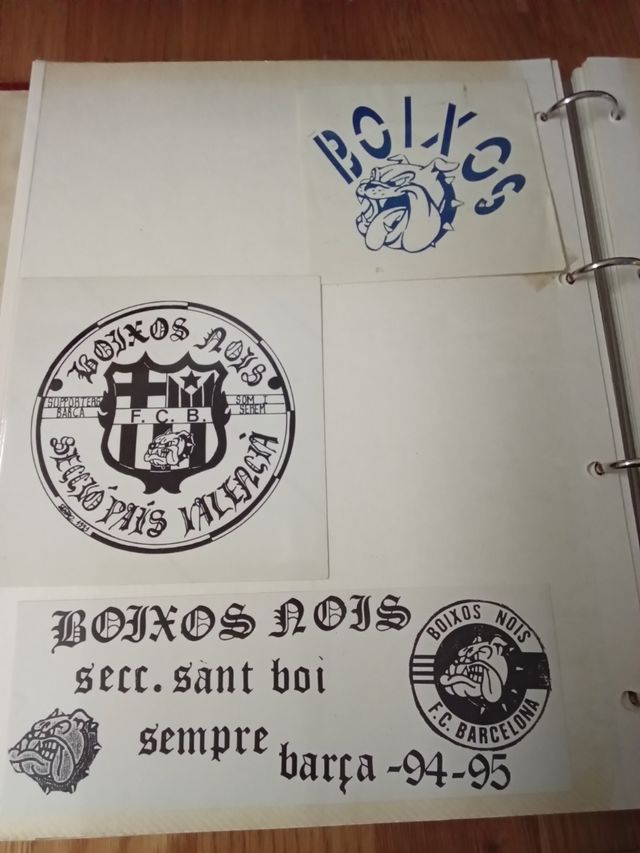 BOIXOS
BOIXOS NOIS
SUPPORTERS
BARÇA
SOM I
SEREM
F. C. B.
SECCIÓ PAÍS VALENCIÀ
BOIXOS NOIS
secc. sànt boi
sempre
barça -94-95
BOIXOS NOIS
F.C. BARCELONA